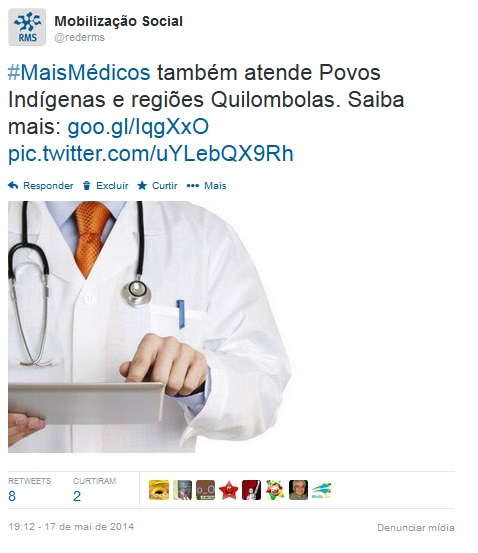 RMS
Mobilização Social
@rederms
#MaisMédicos também atende Povos
Indígenas e regiões Quilombolas. Saiba
mais: goo.gl/IqgXxO
pic.twitter.com/uYLebQX9Rh
Responder Excluir Curtir Mais
RETWEETS CURTIRAM
8 2
19:12 - 17 de mai de 2014 Denunciar mídia